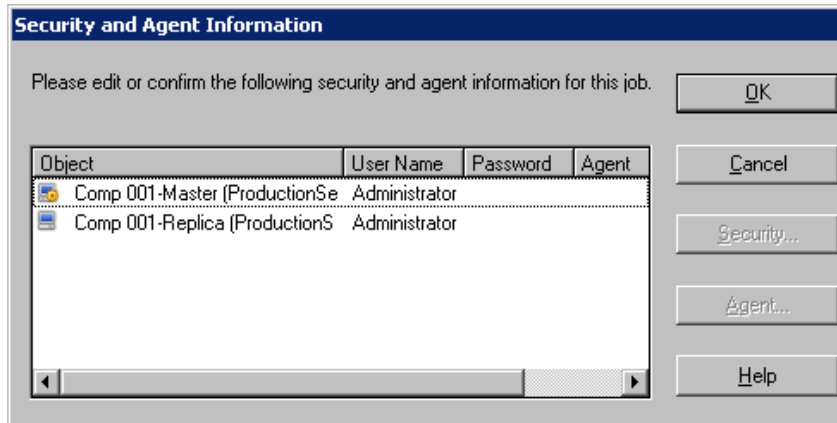 Security and Agent Information
Please edit or confirm the following security and agent information for this job.
OK
Object User Name Password Agent
Cancel
Comp 001-Master (ProductionSe Administrator
Comp 001-Replica (ProductionS Administrator
Security...
Agent...
Help